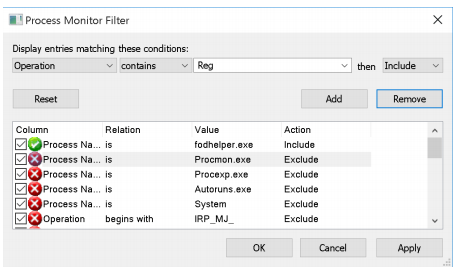 Process Monitor Filter
Display entries matching these conditions:
Operation contains Reg then Include
Reset Add Remove
Column Relation Value Action
Process Na... is fodhelper.exe Include
Process Na... is Procmon.exe Exclude
Process Na... is Procexp.exe Exclude
Process Na... is Autoruns.exe Exclude
Process Na... is System Exclude
Operation begins with IRP_MJ_ Exclude
OK Cancel Apply